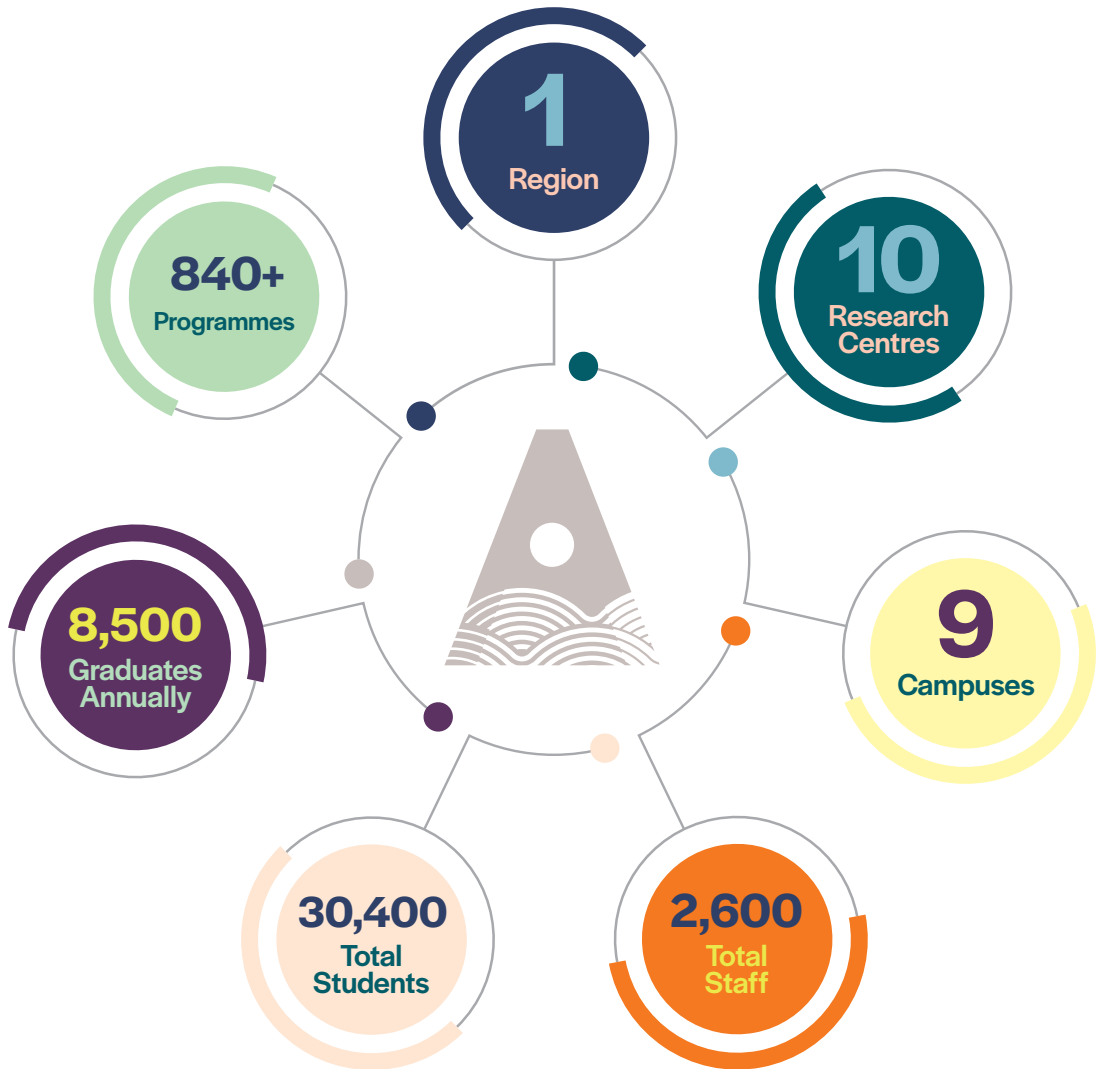 1
Region
10
Research
Centres
9
Campuses
2,600
Total
Staff
30,400
Total
Students
8,500
Graduates
Annually
840+
Programmes